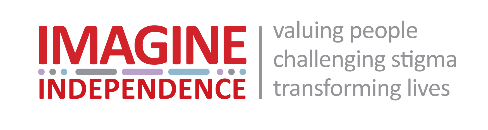 IMAGINE
INDEPENDENCE
valuing people
challenging stigma
transforming lives